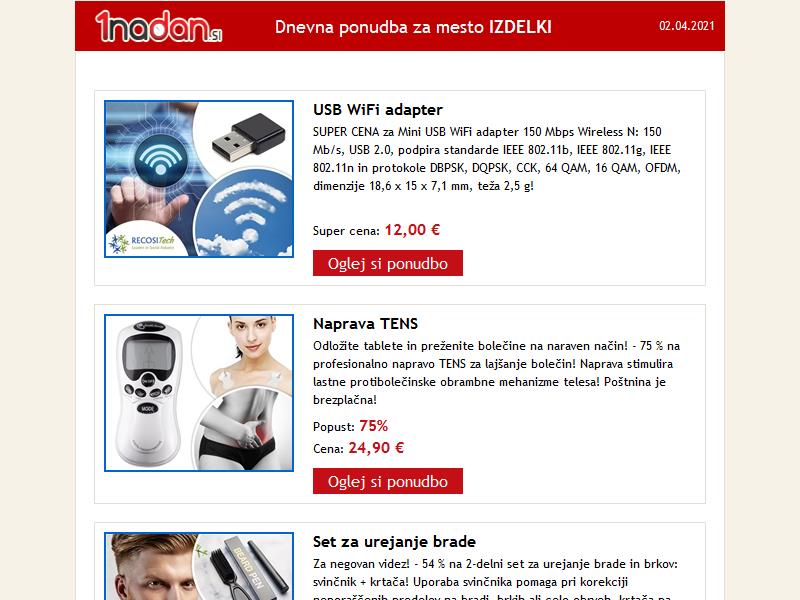 1nadan.SI
Dnevna ponudba za mesto IZDELKI
02.04.2021
RECOSITech
USB WiFi adapter
SUPER CENA za Mini USB WiFi adapter 150 Mbps Wireless N: 150
Mb/s, USB 2.0, podpira standarde IEEE 802.11b, IEEE 802.11g, IEEE
802.11n in protokole DBPSK, DQPSK, CCK, 64 QAM, 16 QAM, OFDM,
dimenzije 18,6 x 15 x 7,1 mm, teža 2,5 g!
Super cena: 12,00 €
Oglej si ponudbo
MODE
Naprava TENS
Odložite tablete in preženite bolečine na naraven način! - 75 % na
profesionalno napravo TENS za lajšanje bolečin! Naprava stimulira
lastne protibolečinske obrambne mehanizme telesa! Poštnina je
brezplačna!
Popust: 75%
Cena: 24,90 €
Oglej si ponudbo
BEARD PEN
Set za urejanje brade
Za negovan videz! - 54 % na 2-delni set za urejanje brade in brkov:
svinčnik + krtača! Uporaba svinčnika pomaga pri korekciji